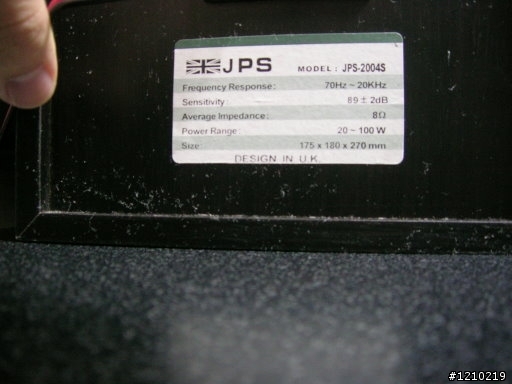 JPS MODEL : JPS-2004S
Frequency Response: 70Hz ~ 20KHz
Sensitivity: 89 ± 2dB
Average Impedance: 8Ω
Power Range: 20 ~ 100 W
Size: 175 x 180 x 270 mm
DESIGN IN U.K.
#1210219